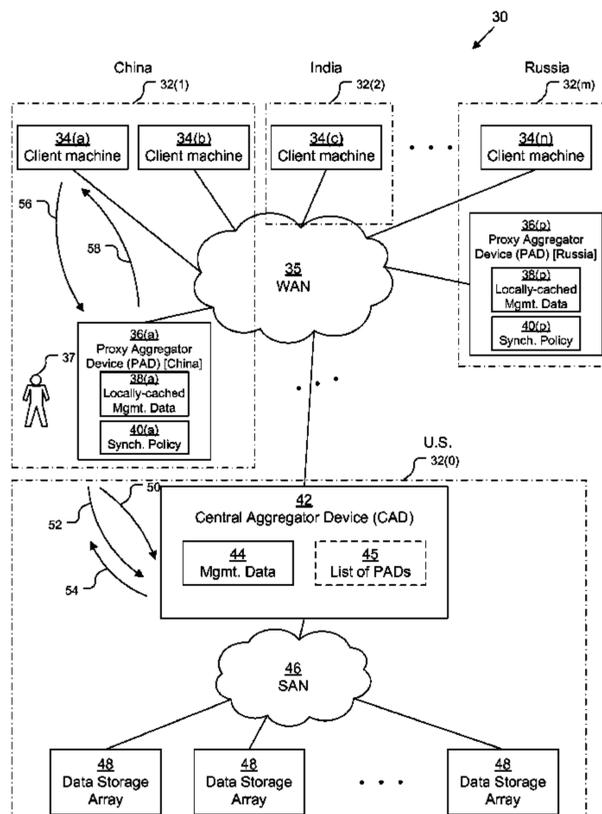 30
China
India
Russia
32(1)
32(2)
32(m)
34(a)
Client machine
34(b)
Client machine
34(c)
Client machine
34(n)
Client machine
56
58
35
WAN
36(p)
Proxy Aggregator
Device (PAD) [Russia]
38(p)
Locally-cached
Mgmt. Data
40(p)
Synch. Policy
37
36(a)
Proxy Aggregator
Device (PAD) [China]
38(a)
Locally-cached
Mgmt. Data
40(a)
Synch. Policy
U.S.
32(0)
50
52
54
42
Central Aggregator Device (CAD)
44
Mgmt. Data
45
List of PADs
46
SAN
48
Data Storage
Array
48
Data Storage
Array
48
Data Storage
Array